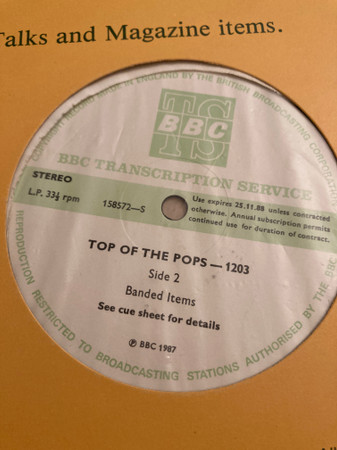 Talks and Magazine items.
COPYRIGHT RECORD MADE IN ENGLAND BY THE BRITISH BROADCASTING CORPORATION
TS
BBC
BBC TRANSCRIPTION SERVICE
STEREO
L.P. 33⅓ rpm
158572—S
Use expires 25.11.88 unless contracted
otherwise. Annual subscription permits
continued use for duration of contract.
TOP OF THE POPS — 1203
Side 2
Banded Items
See cue sheet for details
℗ BBC 1987
REPRODUCTION RESTRICTED TO BROADCASTING STATIONS AUTHORISED BY THE BBC